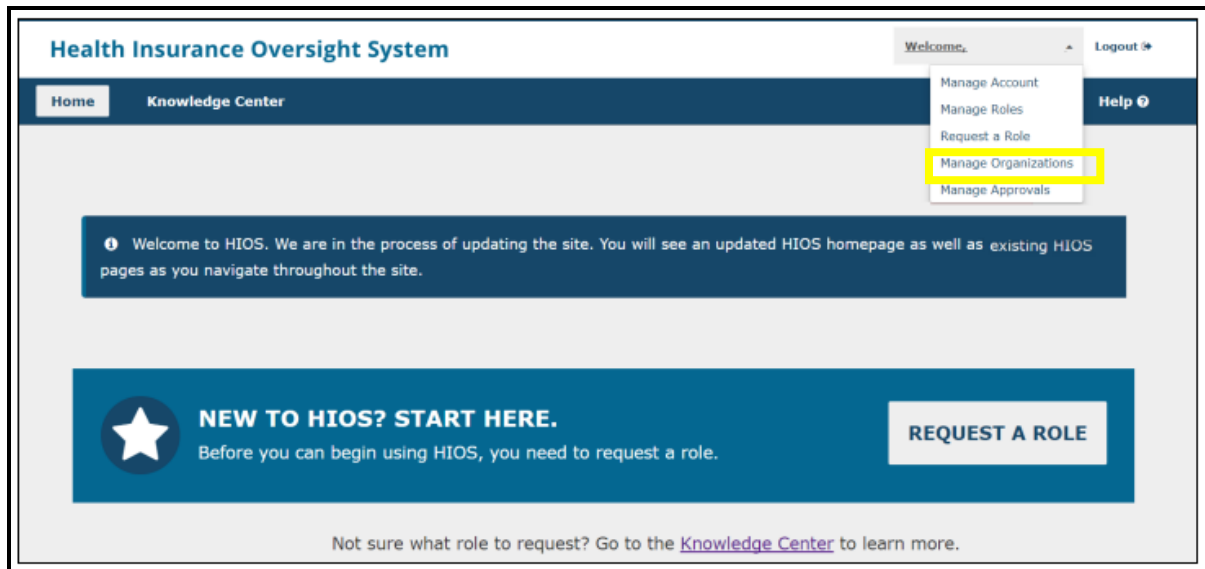 Health Insurance Oversight System
Welcome,
Logout
Home
Knowledge Center
Help
Manage Account
Manage Roles
Request a Role
Manage Organizations
Manage Approvals
Welcome to HIOS. We are in the process of updating the site. You will see an updated HIOS homepage as well as existing HIOS
pages as you navigate throughout the site.
NEW TO HIOS? START HERE.
Before you can begin using HIOS, you need to request a role.
REQUEST A ROLE
Not sure what role to request? Go to the Knowledge Center to learn more.